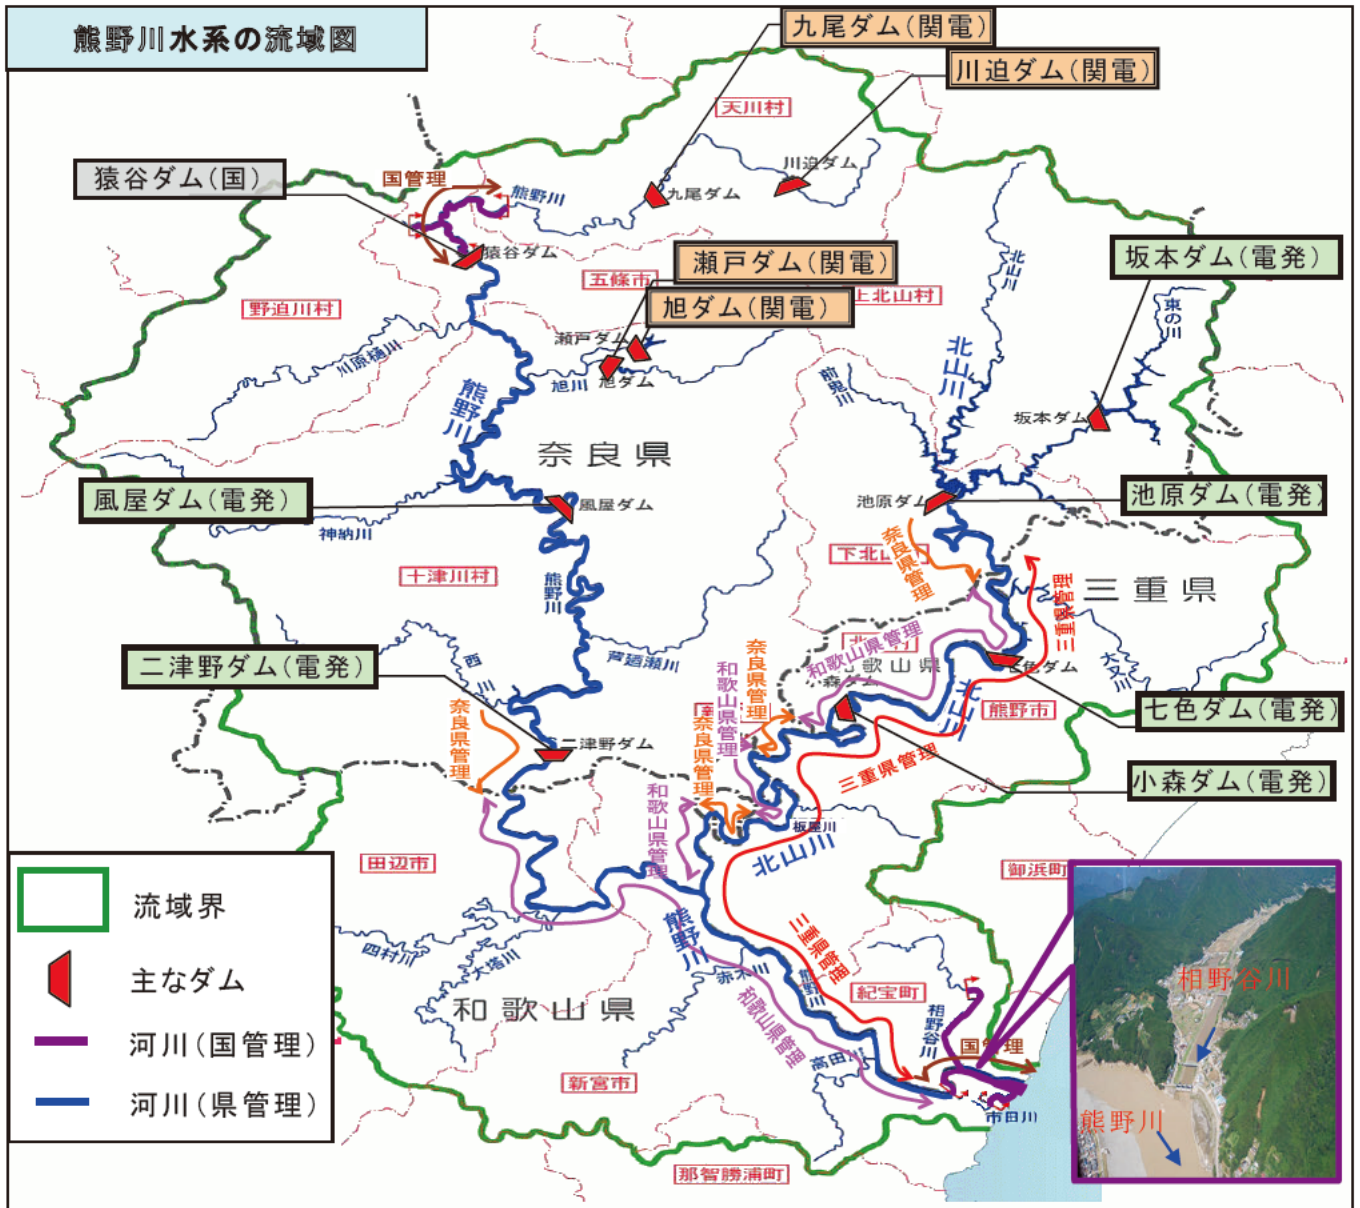 熊野川水系の流域図
九尾ダム(関電)
川迫ダム(関電)
天川村
川迫ダム
猿谷ダム(国)
国管理
熊野川
九尾ダム
猿谷ダム
瀬戸ダム(関電)
坂本ダム(電発)
五條市
上北山村
北山川
旭ダム(関電)
野迫川村
東の川
瀬戸ダム
川原樋川
旭川
旭ダム
北山川
前鬼川
熊野川
坂本ダム
奈良県
風屋ダム(電発)
風屋ダム
池原ダム
池原ダム(電発)
神納川
奈良県管理
十津川村
熊野川
三重県
三重県管理
和歌山県管理
奈良県管理
和歌山県管理
二津野ダム(電発)
西川
芦廼瀬川
歌山県
小森ダム
七色ダム
大又川
奈良県管理
奈良県管理
北山川
熊野市
七色ダム(電発)
二津野ダム
三重県管理
小森ダム(電発)
和歌山県管理
板屋川
北山川
田辺市
御浜町
流域界
主なダム
河川(国管理)
河川(県管理)
四村川
大塔川
熊野川
三重県管理
赤木川
熊野川
紀宝町
相野谷川
和歌山県
和歌山県管理
相野谷川
国管理
高田川
新宮市
市田川
熊野川
那智勝浦町